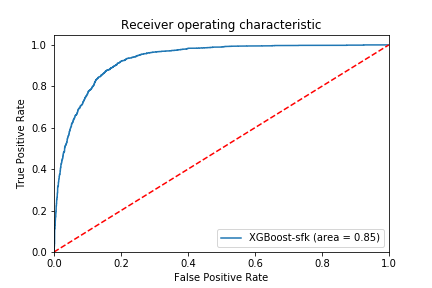 Receiver operating characteristic
True Positive Rate
1.0
0.8
0.6
0.4
0.2
0.0
XGBoost-sfk (area = 0.85)
0.0 0.2 0.4 0.6 0.8 1.0
False Positive Rate